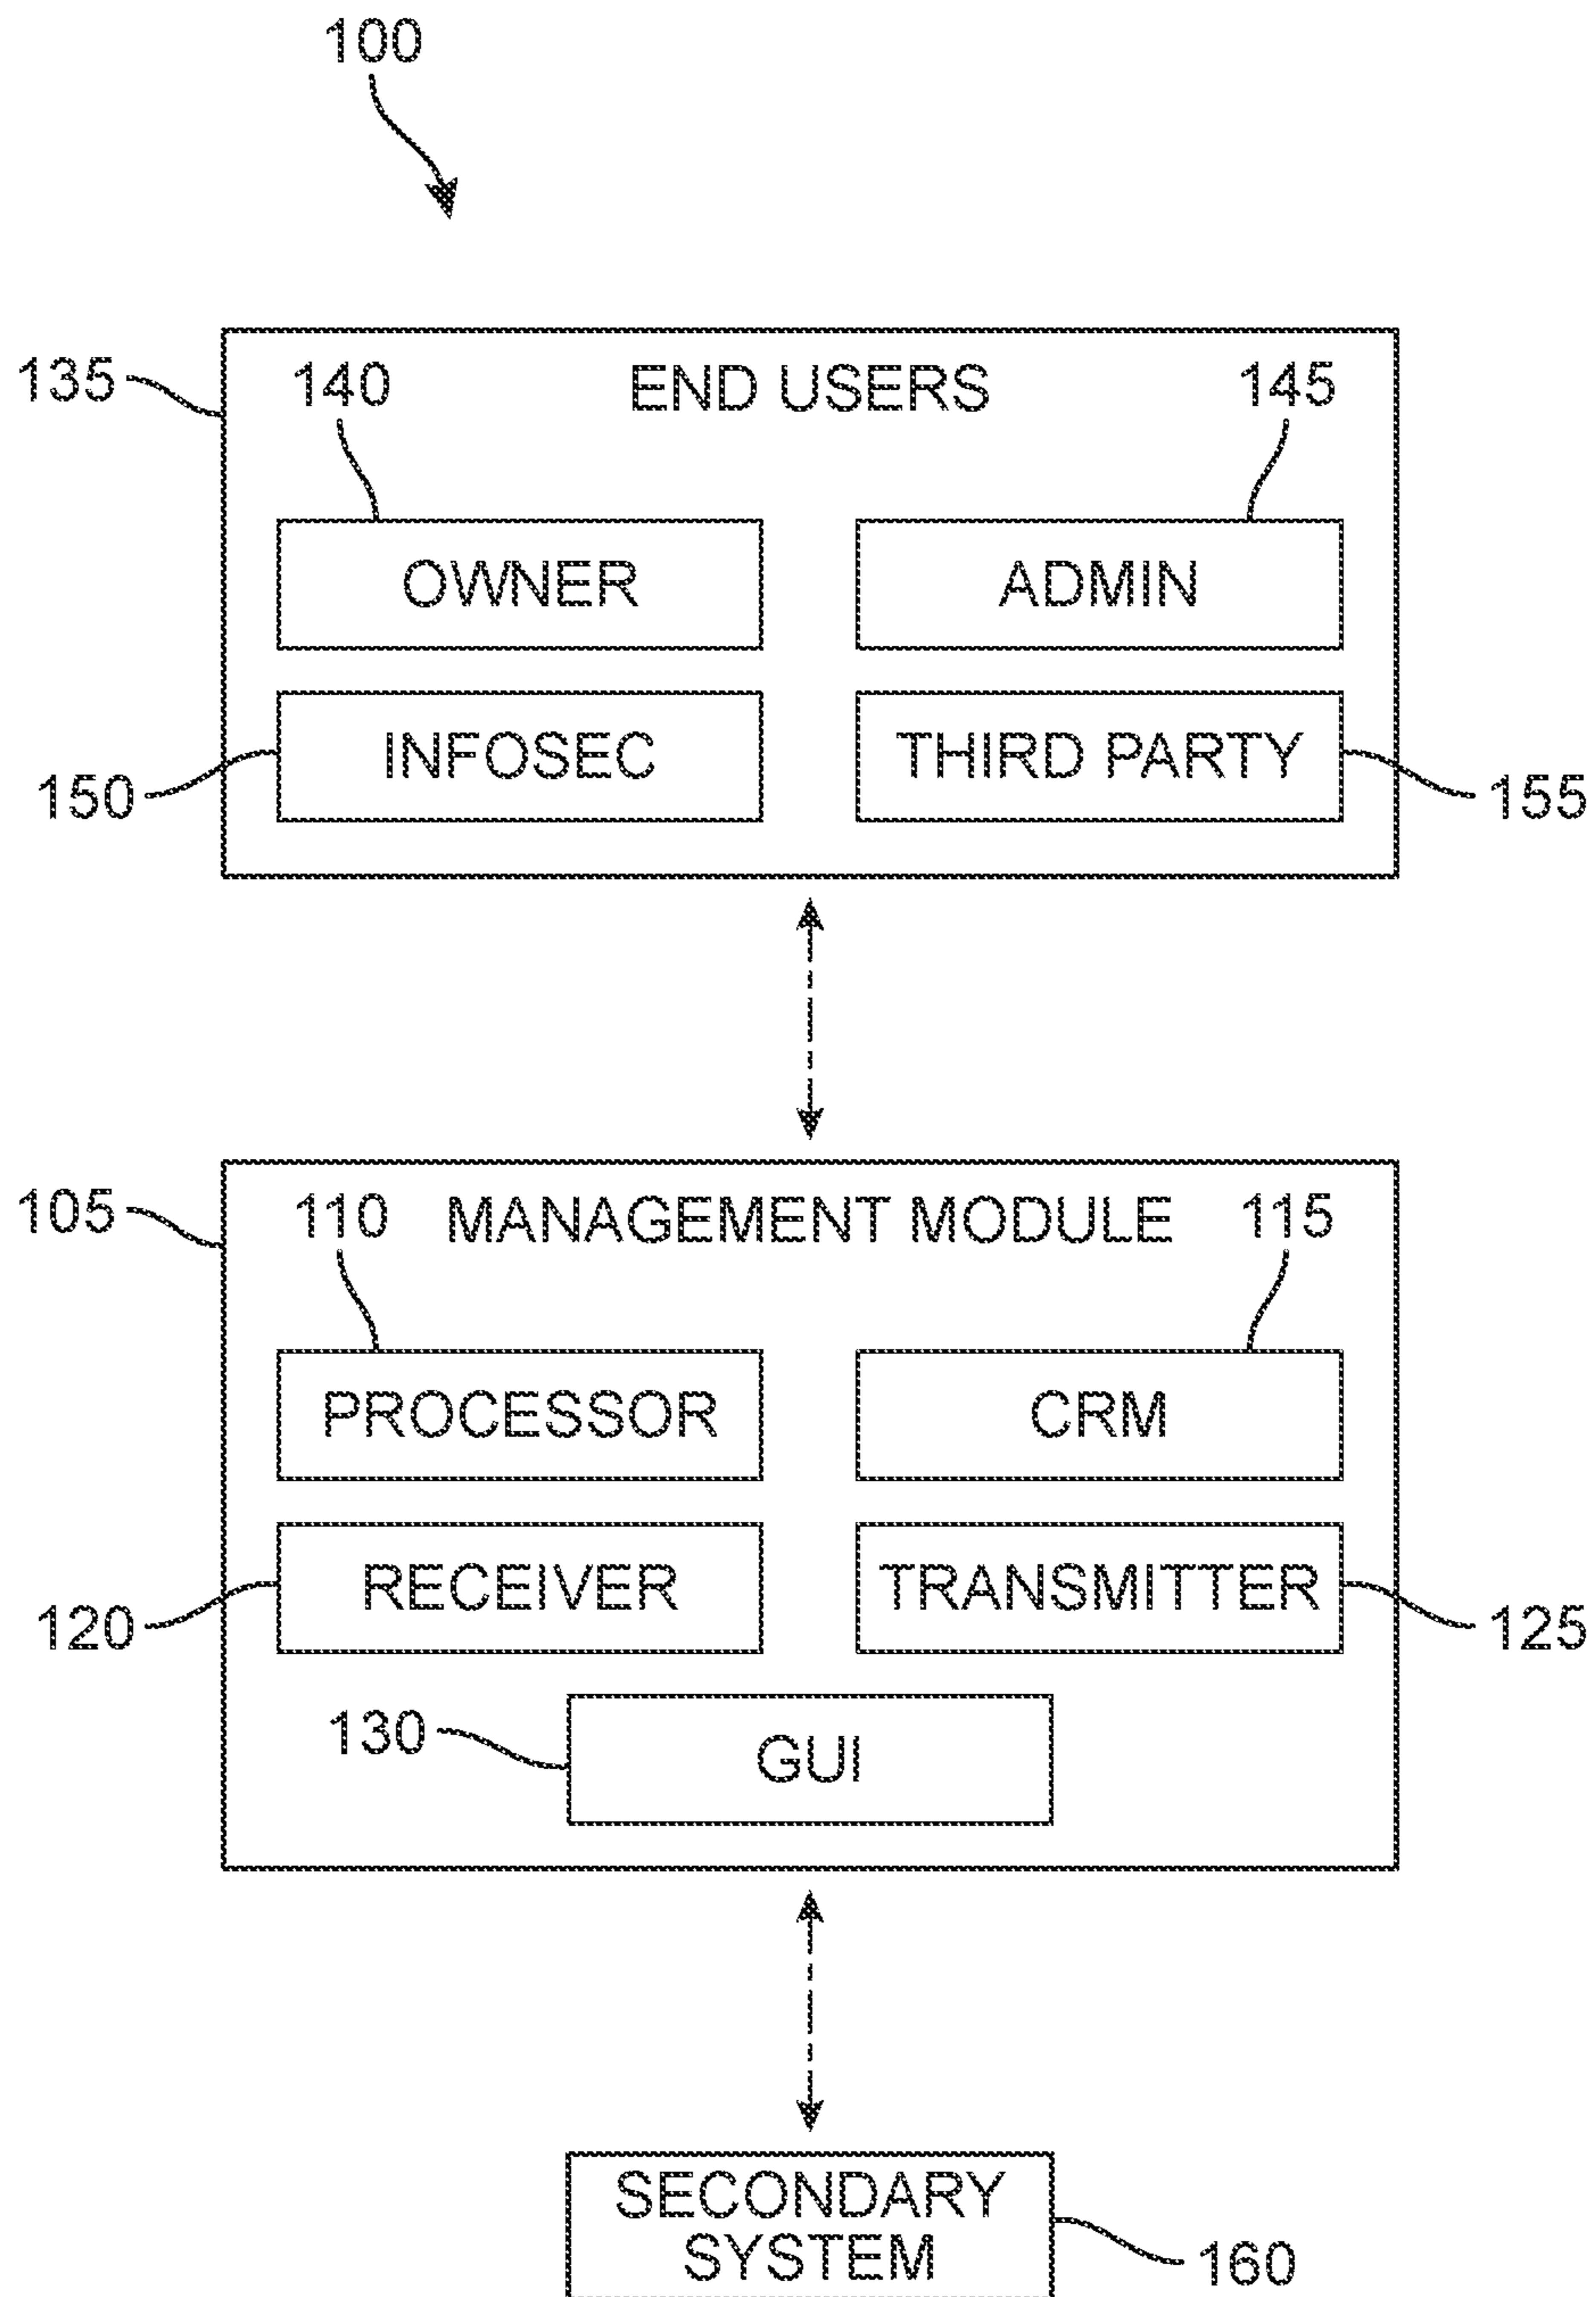 100
135
140
END USERS
145
OWNER
ADMIN
INFOSEC
THIRD PARTY
150
155
105
110
MANAGEMENT MODULE
115
PROCESSOR
CRM
RECEIVER
TRANSMITTER
120
125
130
GUI
SECONDARY
SYSTEM
160